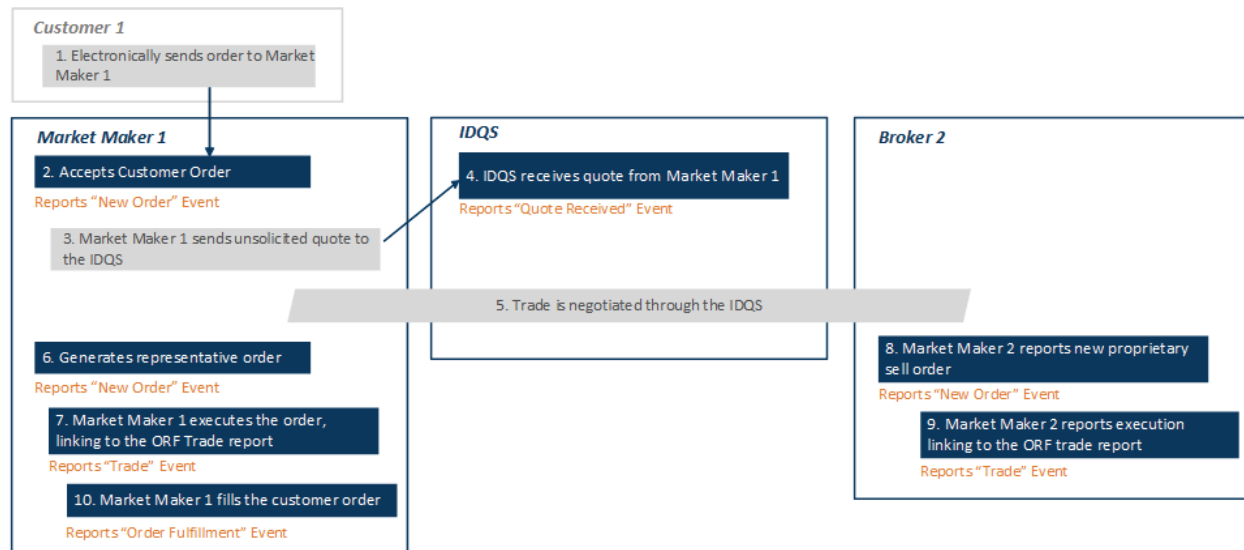 Customer 1
1. Electronically sends order to Market
Maker 1
Market Maker 1
2. Accepts Customer Order
Reports “New Order” Event
3. Market Maker 1 sends unsolicited quote to
the IDQS
IDQS
4. IDQS receives quote from Market Maker 1
Reports “Quote Received” Event
Broker 2
5. Trade is negotiated through the IDQS
6. Generates representative order
Reports “New Order” Event
7. Market Maker 1 executes the order,
linking to the ORF Trade report
Reports “Trade” Event
10. Market Maker 1 fills the customer order
Reports “Order Fulfillment” Event
8. Market Maker 2 reports new proprietary
sell order
Reports “New Order” Event
9. Market Maker 2 reports execution
linking to the ORF trade report
Reports “Trade” Event